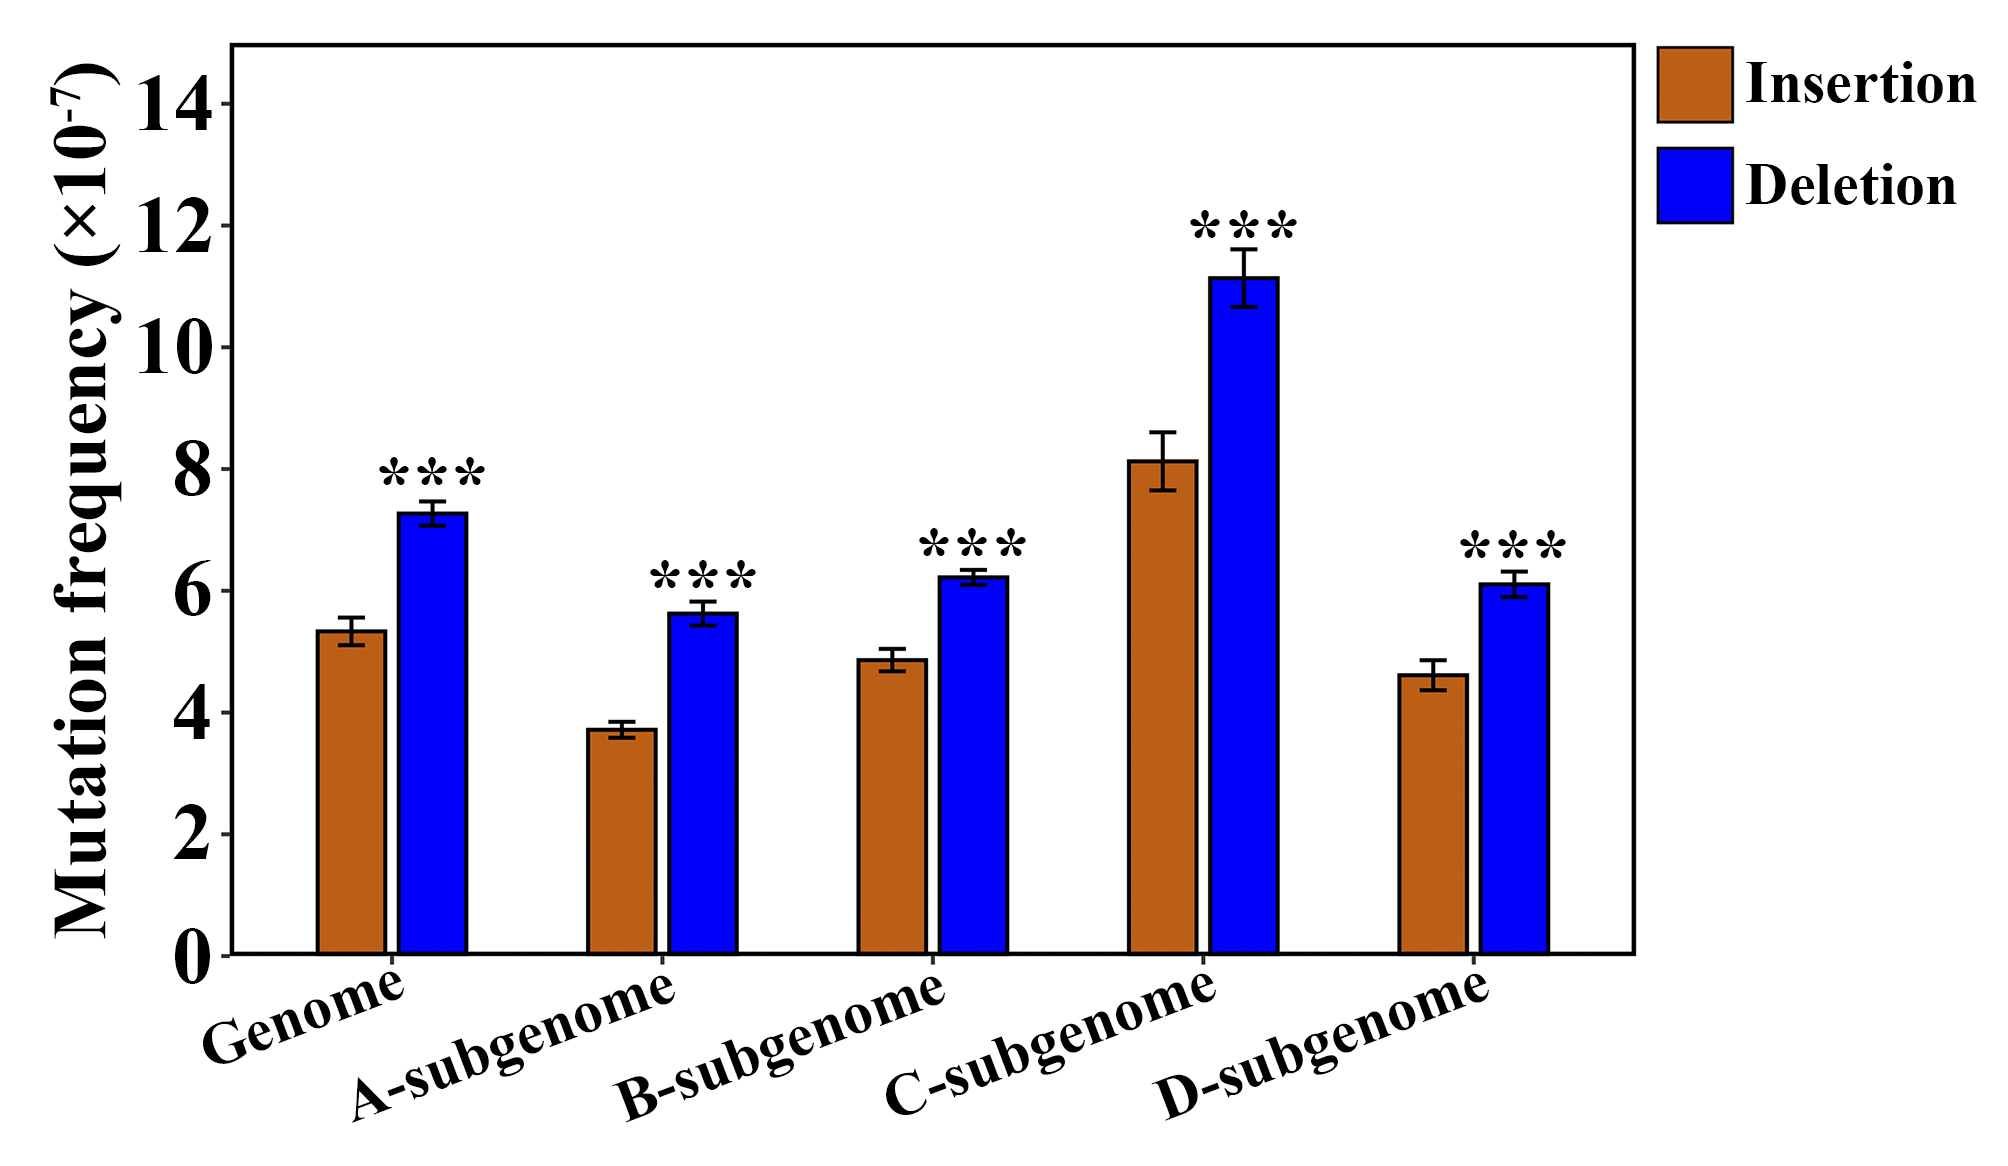 Mutation frequency (×10⁻⁷)
14
12
10
8
6
4
2
0
***
***
***
***
***
Genome
A-subgenome
B-subgenome
C-subgenome
D-subgenome
Insertion
Deletion